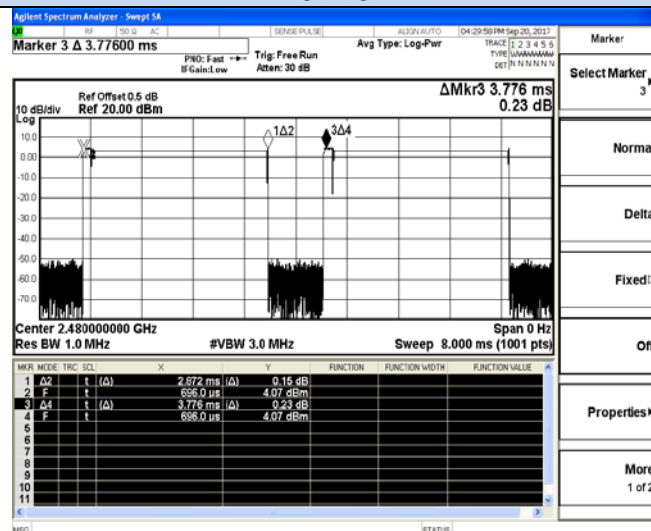 Agilent Spectrum Analyzer - Swept SA
RF 50 Ω AC SENSE:PULSE ALIGN AUTO 04:29:58 PM Sep 20, 2017
Marker 3 Δ 3.77600 ms
PNO: Fast
IFGain:Low
Trig: Free Run
Atten: 30 dB
Avg Type: Log-Pwr
TRACE 1 2 3 4 5 6
TYPE
DET N N N N N N
Ref Offset 0.5 dB
10 dB/div Ref 20.00 dBm
Log
ΔMkr3 3.776 ms
0.23 dB
1Δ2
3Δ4
10.0
0.00
-10.0
-20.0
-30.0
-40.0
-50.0
-60.0
-70.0
Center 2.480000000 GHz Span 0 Hz
Res BW 1.0 MHz #VBW 3.0 MHz Sweep 8.000 ms (1001 pts)
MKR MODE TRC SCL X Y FUNCTION FUNCTION WIDTH FUNCTION VALUE
1 Δ2 t (Δ) 2.872 ms (Δ) 0.15 dB
2 F t 696.0 µs 4.07 dBm
3 Δ4 t (Δ) 3.776 ms (Δ) 0.23 dB
4 F t 696.0 µs 4.07 dBm
5
6
7
8
9
10
11
MSG STATUS
Marker
Select Marker
3
Norma
Delta
Fixed
Off
Properties
More
1 of 2